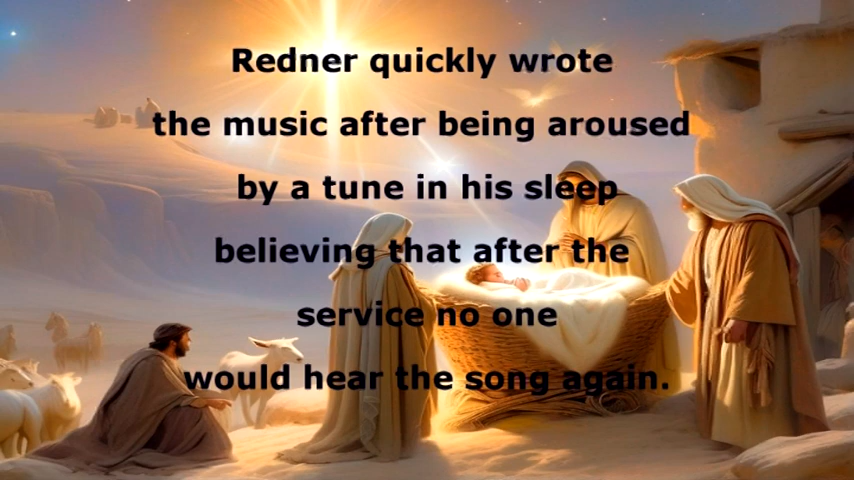 Redner quickly wrote
the music after being aroused
by a tune in his sleep
believing that after the
service no one
would hear the song again.